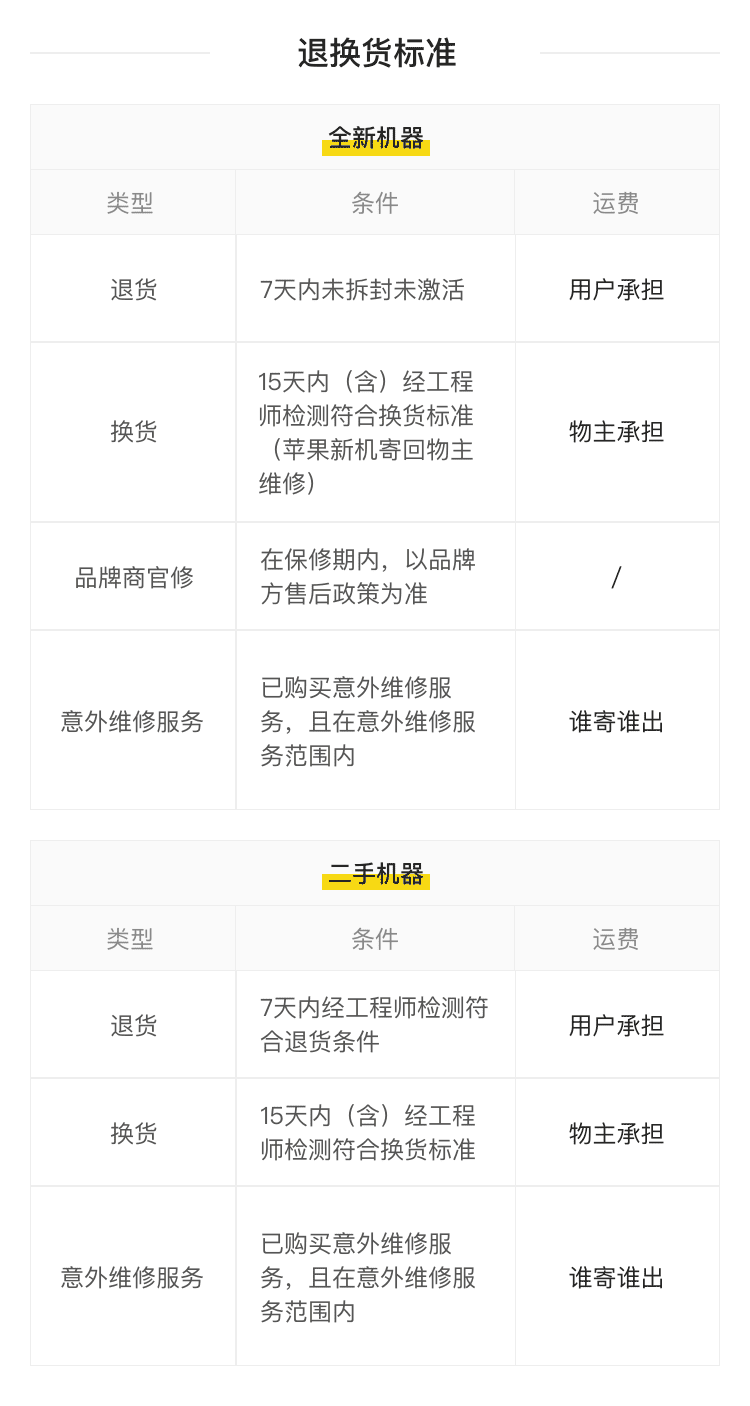 退换货标准
全新机器
类型
条件
运费
退货
7天内未拆封未激活
用户承担
换货
15天内（含）经工程
师检测符合换货标准
（苹果新机寄回物主
维修）
物主承担
品牌商官修
在保修期内，以品牌
方售后政策为准
/
意外维修服务
已购买意外维修服
务，且在意外维修服
务范围内
谁寄谁出
二手机器
类型
条件
运费
退货
7天内经工程师检测符
合退货条件
用户承担
换货
15天内（含）经工程
师检测符合换货标准
物主承担
意外维修服务
已购买意外维修服
务，且在意外维修服
务范围内
谁寄谁出